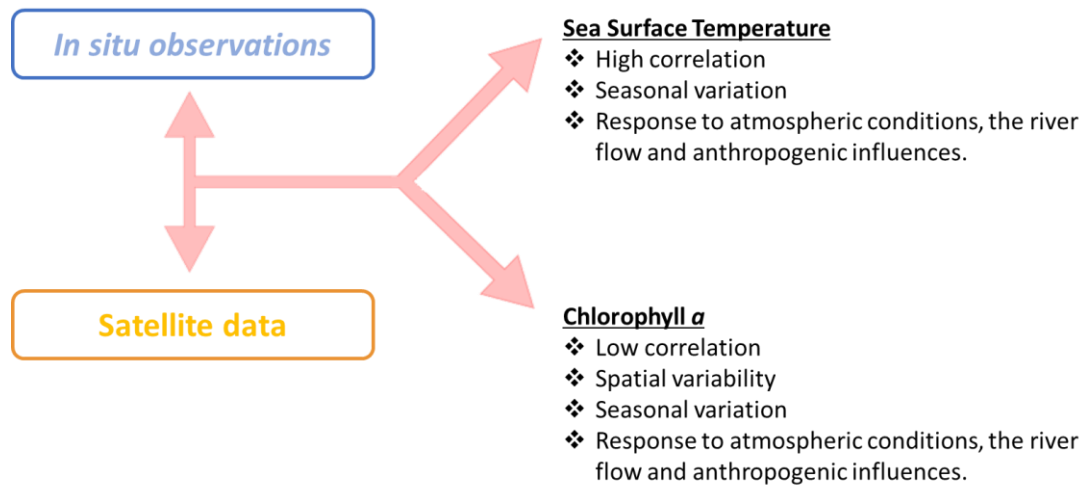 In situ observations
Satellite data
Sea Surface Temperature
❖ High correlation
❖ Seasonal variation
❖ Response to atmospheric conditions, the river
flow and anthropogenic influences.
Chlorophyll a
❖ Low correlation
❖ Spatial variability
❖ Seasonal variation
❖ Response to atmospheric conditions, the river
flow and anthropogenic influences.